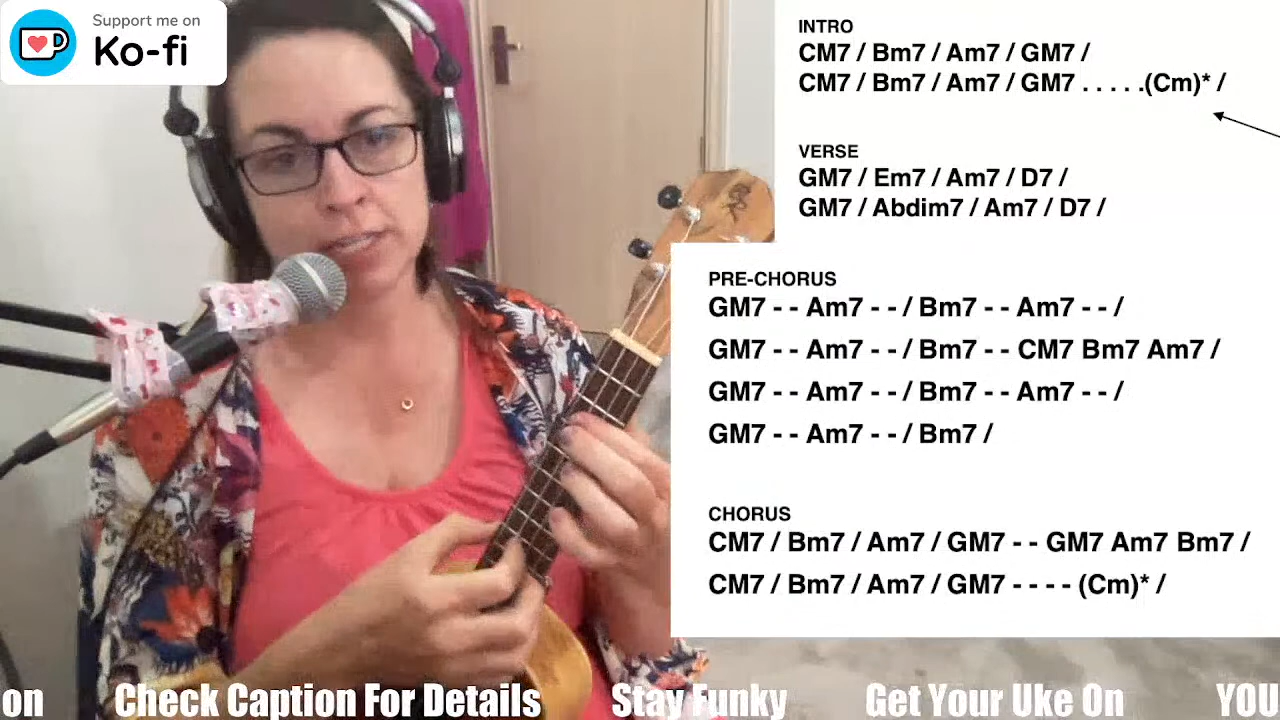 Support me on
Ko-fi
INTRO
CM7 / Bm7 / Am7 / GM7 /
CM7 / Bm7 / Am7 / GM7 . . . . .(Cm)* /
VERSE
GM7 / Em7 / Am7 / D7 /
GM7 / Abdim7 / Am7 / D7 /
PRE-CHORUS
GM7 - - Am7 - - / Bm7 - - Am7 - - /
GM7 - - Am7 - - / Bm7 - - CM7 Bm7 Am7 /
GM7 - - Am7 - - / Bm7 - - Am7 - - /
GM7 - - Am7 - - / Bm7 /
CHORUS
CM7 / Bm7 / Am7 / GM7 - - GM7 Am7 Bm7 /
CM7 / Bm7 / Am7 / GM7 - - - - (Cm)* /
on Check Caption For Details Stay Funky Get Your Uke On YOU